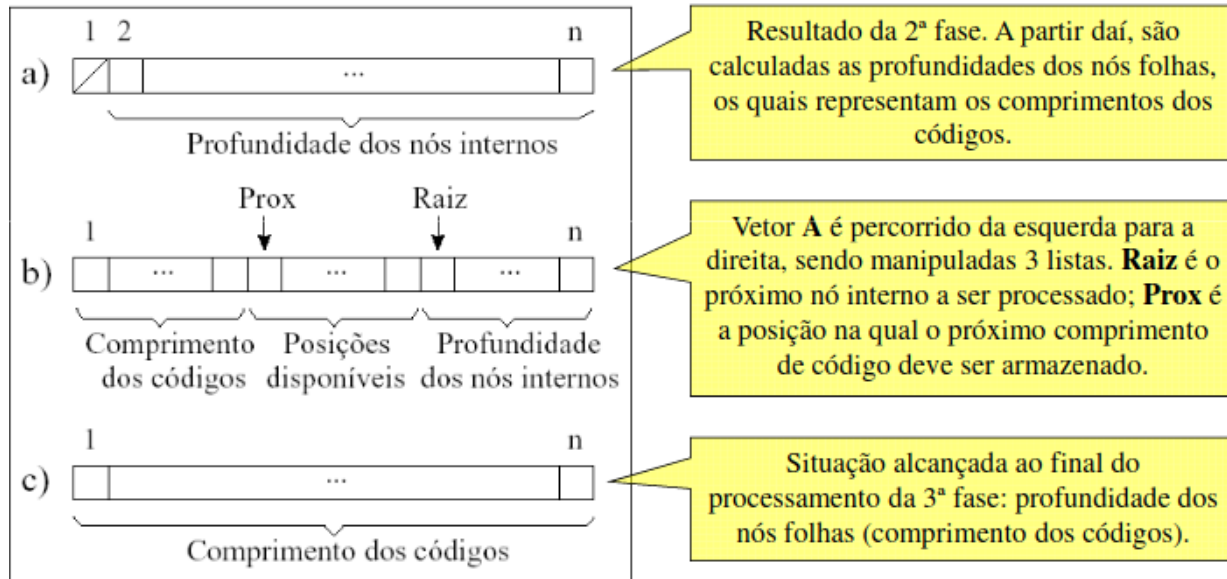 1 2 n
a) ...
Profundidade dos nós internos
Resultado da 2ª fase. A partir daí, são
calculadas as profundidades dos nós folhas,
os quais representam os comprimentos dos
códigos.
Prox Raiz
1 n
b) ... ... ...
Comprimento Posições Profundidade
dos códigos disponíveis dos nós internos
Vetor A é percorrido da esquerda para a
direita, sendo manipuladas 3 listas. Raiz é o
próximo nó interno a ser processado; Prox é
a posição na qual o próximo comprimento
de código deve ser armazenado.
1 n
c) ...
Comprimento dos códigos
Situação alcançada ao final do
processamento da 3ª fase: profundidade dos
nós folhas (comprimento dos códigos).